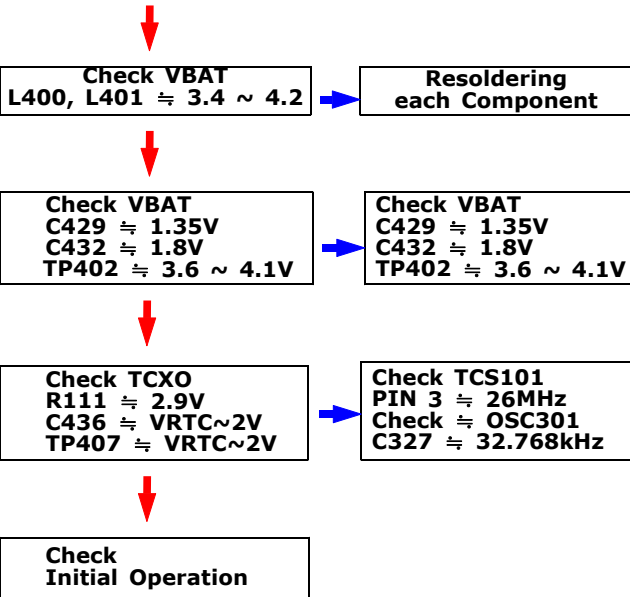 Check VBAT
L400, L401 ≒ 3.4 ~ 4.2
Resoldering
each Component
Check VBAT
C429 ≒ 1.35V
C432 ≒ 1.8V
TP402 ≒ 3.6 ~ 4.1V
Check VBAT
C429 ≒ 1.35V
C432 ≒ 1.8V
TP402 ≒ 3.6 ~ 4.1V
Check TCXO
R111 ≒ 2.9V
C436 ≒ VRTC~2V
TP407 ≒ VRTC~2V
Check TCS101
PIN 3 ≒ 26MHz
Check ≒ OSC301
C327 ≒ 32.768kHz
Check
Initial Operation